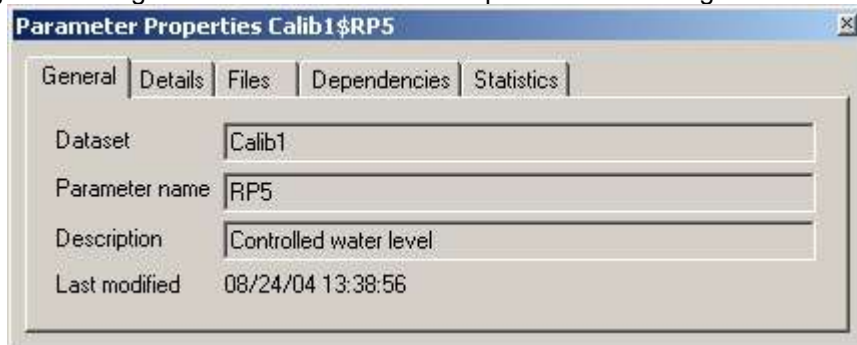 Parameter Properties Calib1$RP5
General Details Files Dependencies Statistics
Dataset Calib1
Parameter name RP5
Description Controlled water level
Last modified 08/24/04 13:38:56